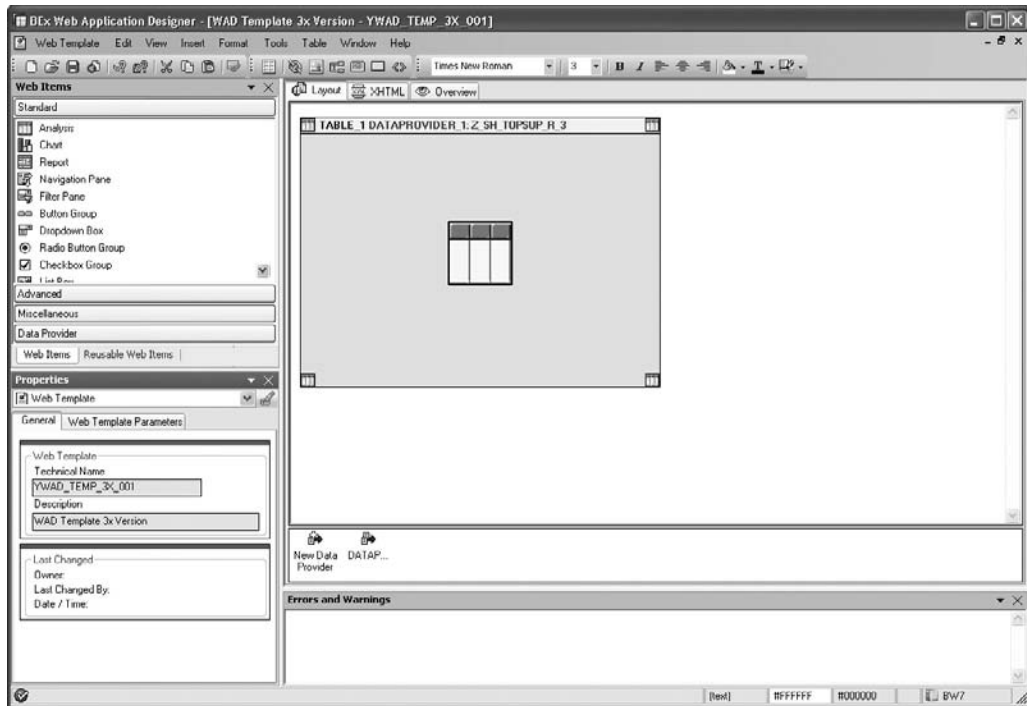 BEx Web Application Designer - [WAD Template 3x Version - YWAD_TEMP_3X_001]
Web Template Edit View Insert Format Tools Table Window Help
Times New Roman 3 B I
Web Items
Standard
Analysis
Chart
Report
Navigation Pane
Filter Pane
Button Group
Dropdown Box
Radio Button Group
Checkbox Group
List Box
Advanced
Miscellaneous
Data Provider
Web Items Reusable Web Items
Properties
Web Template
General Web Template Parameters
Web Template
Technical Name
YWAD_TEMP_3X_001
Description
WAD Template 3x Version
Last Changed
Owner:
Last Changed By:
Date / Time:
Layout XHTML Overview
TABLE_1 DATAPROVIDER_1: Z_SH_TOPSUP_R_3
New Data Provider
DATAP...
Errors and Warnings
[text] #FFFFFF #000000 BW7